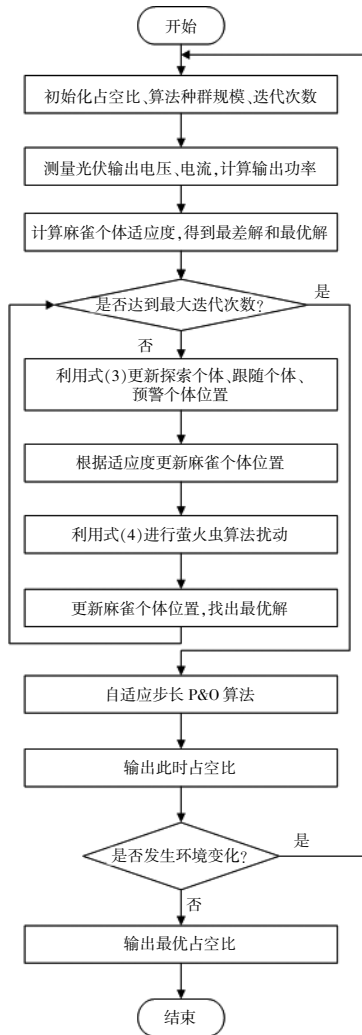 开始
初始化占空比、算法种群规模、迭代次数
测量光伏输出电压、电流,计算输出功率
计算麻雀个体适应度,得到最差解和最优解
是否达到最大迭代次数?
是
否
利用式(3)更新探索个体、跟随个体、
预警个体位置
根据适应度更新麻雀个体位置
利用式(4)进行萤火虫算法扰动
更新麻雀个体位置,找出最优解
自适应步长 P&O 算法
输出此时占空比
是否发生环境变化?
是
否
输出最优占空比
结束